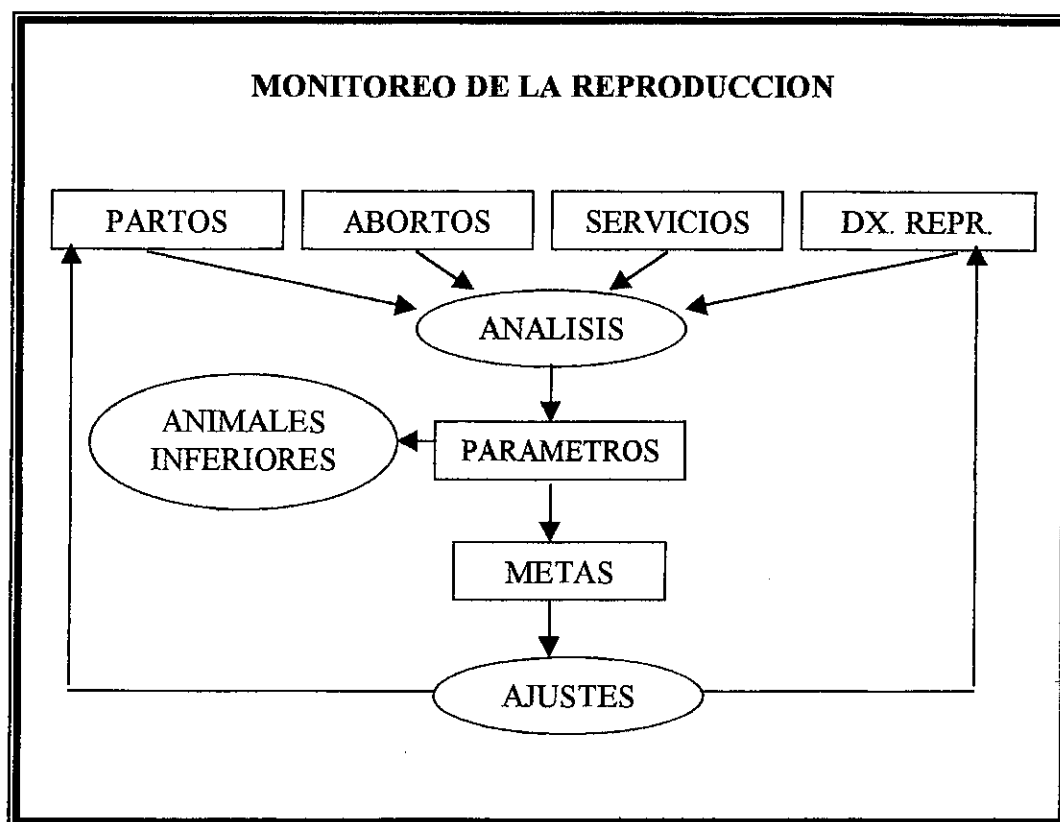 MONITOREO DE LA REPRODUCCION
PARTOS
ABORTOS
SERVICIOS
DX. REPR.
ANALISIS
ANIMALES
INFERIORES
PARAMETROS
METAS
AJUSTES